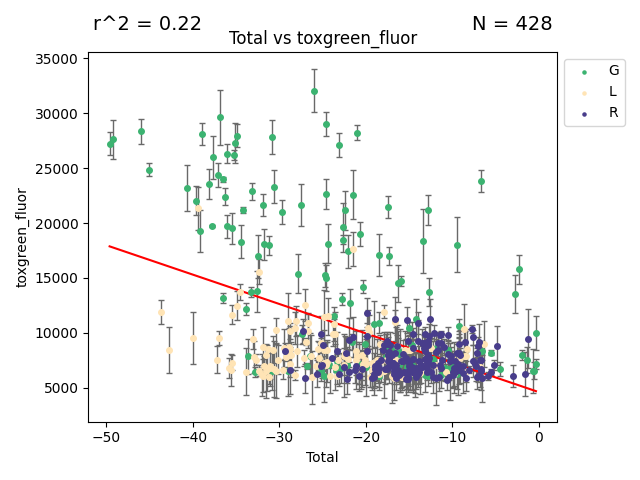 r^2 = 0.22
N = 428
Total vs toxgreen_fluor
35000
30000
25000
20000
15000
10000
5000
toxgreen_fluor
−50
−40
−30
−20
−10
0
Total
G
L
R